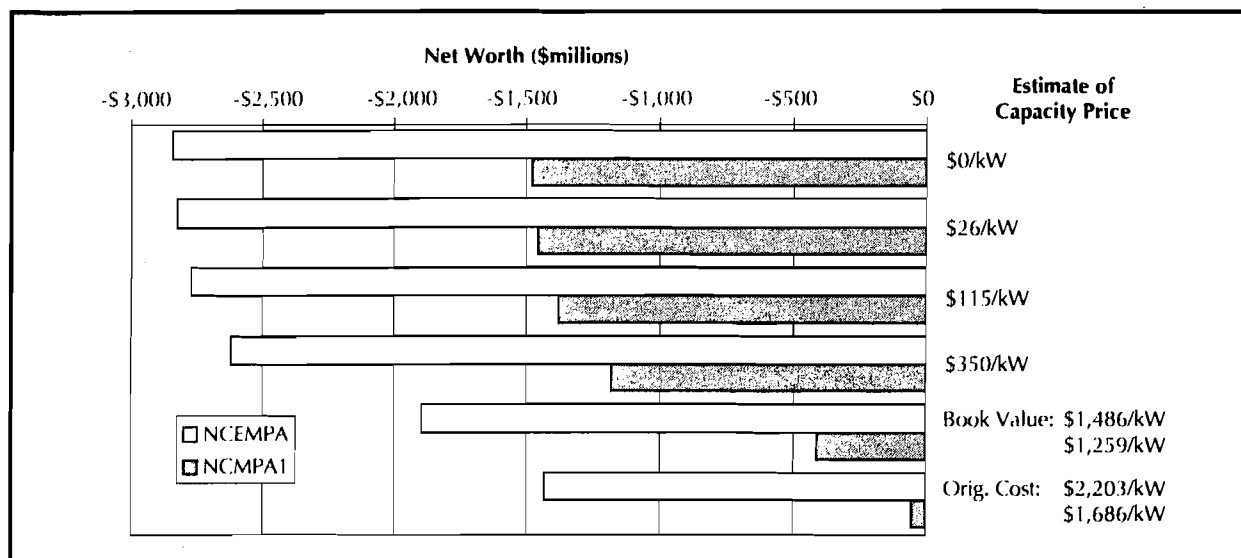 Net Worth ($millions)
-$3,000 -$2,500 -$2,000 -$1,500 -$1,000 -$500 $0
Estimate of
Capacity Price
$0/kW
$26/kW
$115/kW
$350/kW
Book Value: $1,486/kW
$1,259/kW
Orig. Cost: $2,203/kW
$1,686/kW
NCEMPA
NCMPA1